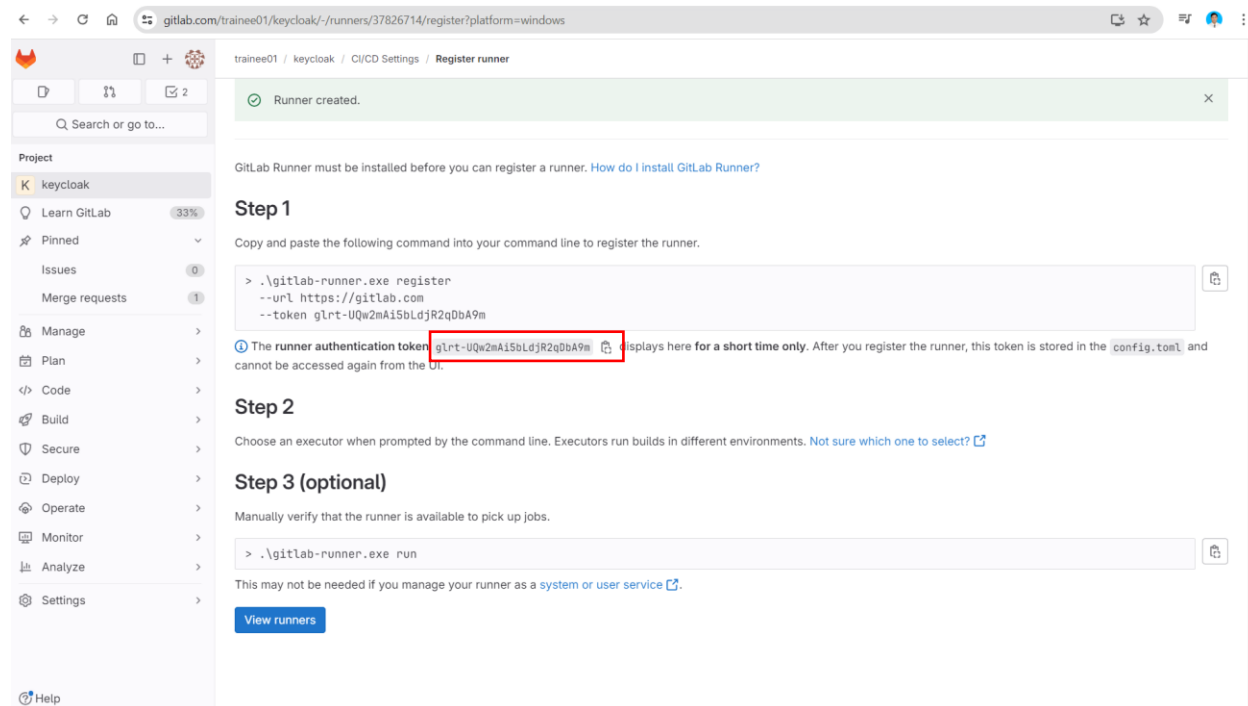 gitlab.com/trainee01/keycloak/-/runners/37826714/register?platform=windows
trainee01 / keycloak / CI/CD Settings / Register runner
2
Search or go to...
Project
K keycloak
Learn GitLab 33%
Pinned
Issues 0
Merge requests 1
Manage
Plan
Code
Build
Secure
Deploy
Operate
Monitor
Analyze
Settings
Help
Runner created.
GitLab Runner must be installed before you can register a runner. How do I install GitLab Runner?
Step 1
Copy and paste the following command into your command line to register the runner.
> .\gitlab-runner.exe register
--url https://gitlab.com
--token glrt-UQw2mAi5bLdjR2qDbA9m
The runner authentication token glrt-UQw2mAi5bLdjR2qDbA9m displays here for a short time only. After you register the runner, this token is stored in the config.toml and
cannot be accessed again from the UI.
Step 2
Choose an executor when prompted by the command line. Executors run builds in different environments. Not sure which one to select?
Step 3 (optional)
Manually verify that the runner is available to pick up jobs.
> .\gitlab-runner.exe run
This may not be needed if you manage your runner as a system or user service.
View runners